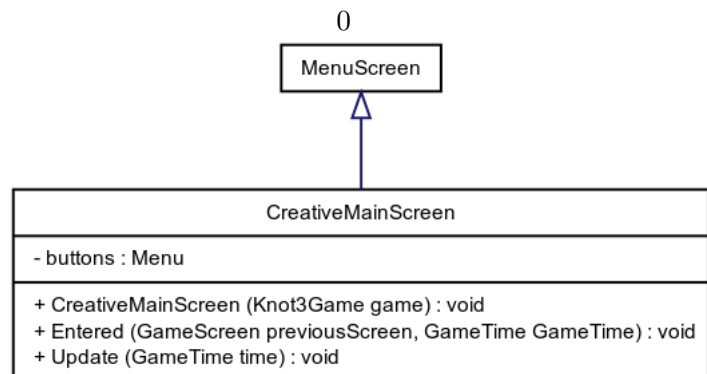 0
MenuScreen
CreativeMainScreen
- buttons : Menu
+ CreativeMainScreen (Knot3Game game) : void
+ Entered (GameScreen previousScreen, GameTime GameTime) : void
+ Update (GameTime time) : void